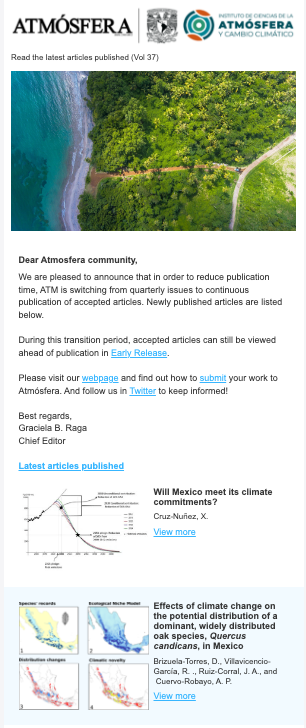 ATMÓSFERA
INSTITUTO DE CIENCIAS DE LA
ATMÓSFERA
Y CAMBIO CLIMÁTICO
Read the latest articles published (Vol 37)
Dear Atmosfera community,
We are pleased to announce that in order to reduce publication
time, ATM is switching from quarterly issues to continuous
publication of accepted articles. Newly published articles are listed
below.
During this transition period, accepted articles can still be viewed
ahead of publication in Early Release.
Please visit our webpage and find out how to submit your work to
Atmósfera. And follow us in Twitter to keep informed!
Best regards,
Graciela B. Raga
Chief Editor
Latest articles published
Will Mexico meet its climate
commitments?
Cruz-Nuñez, X.
View more
Species records
Ecological Niche Model
1
2
Distribution changes
Climatic novelty
3
4
Effects of climate change on
the potential distribution of a
dominant, widely distributed
oak species, Quercus
candicans, in Mexico
Brizuela-Torres, D., Villavicencio-
García, R. ., Ruiz-Corral, J. A., and
Cuervo-Robayo, A. P.
View more